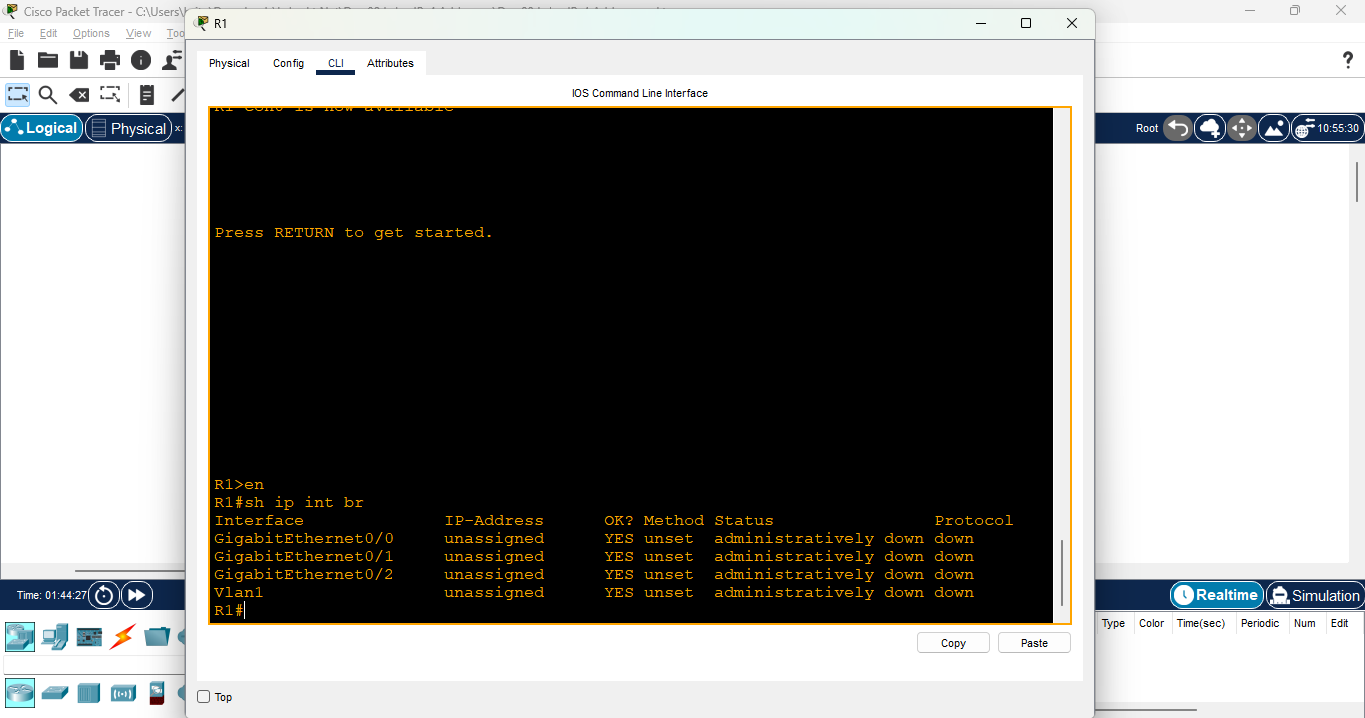 Cisco Packet Tracer - C:\Users\
File Edit Options View Too
Logical
Physical x:
R1
Physical Config CLI Attributes
IOS Command Line Interface
R1 con0 is now available
Press RETURN to get started.
R1>en
R1#sh ip int br
Interface IP-Address OK? Method Status Protocol
GigabitEthernet0/0 unassigned YES unset administratively down down
GigabitEthernet0/1 unassigned YES unset administratively down down
GigabitEthernet0/2 unassigned YES unset administratively down down
Vlan1 unassigned YES unset administratively down down
R1#
Copy Paste
Top
?
Root 10:55:30
Time: 01:44:27
Realtime Simulation
Type Color Time(sec) Periodic Num Edit